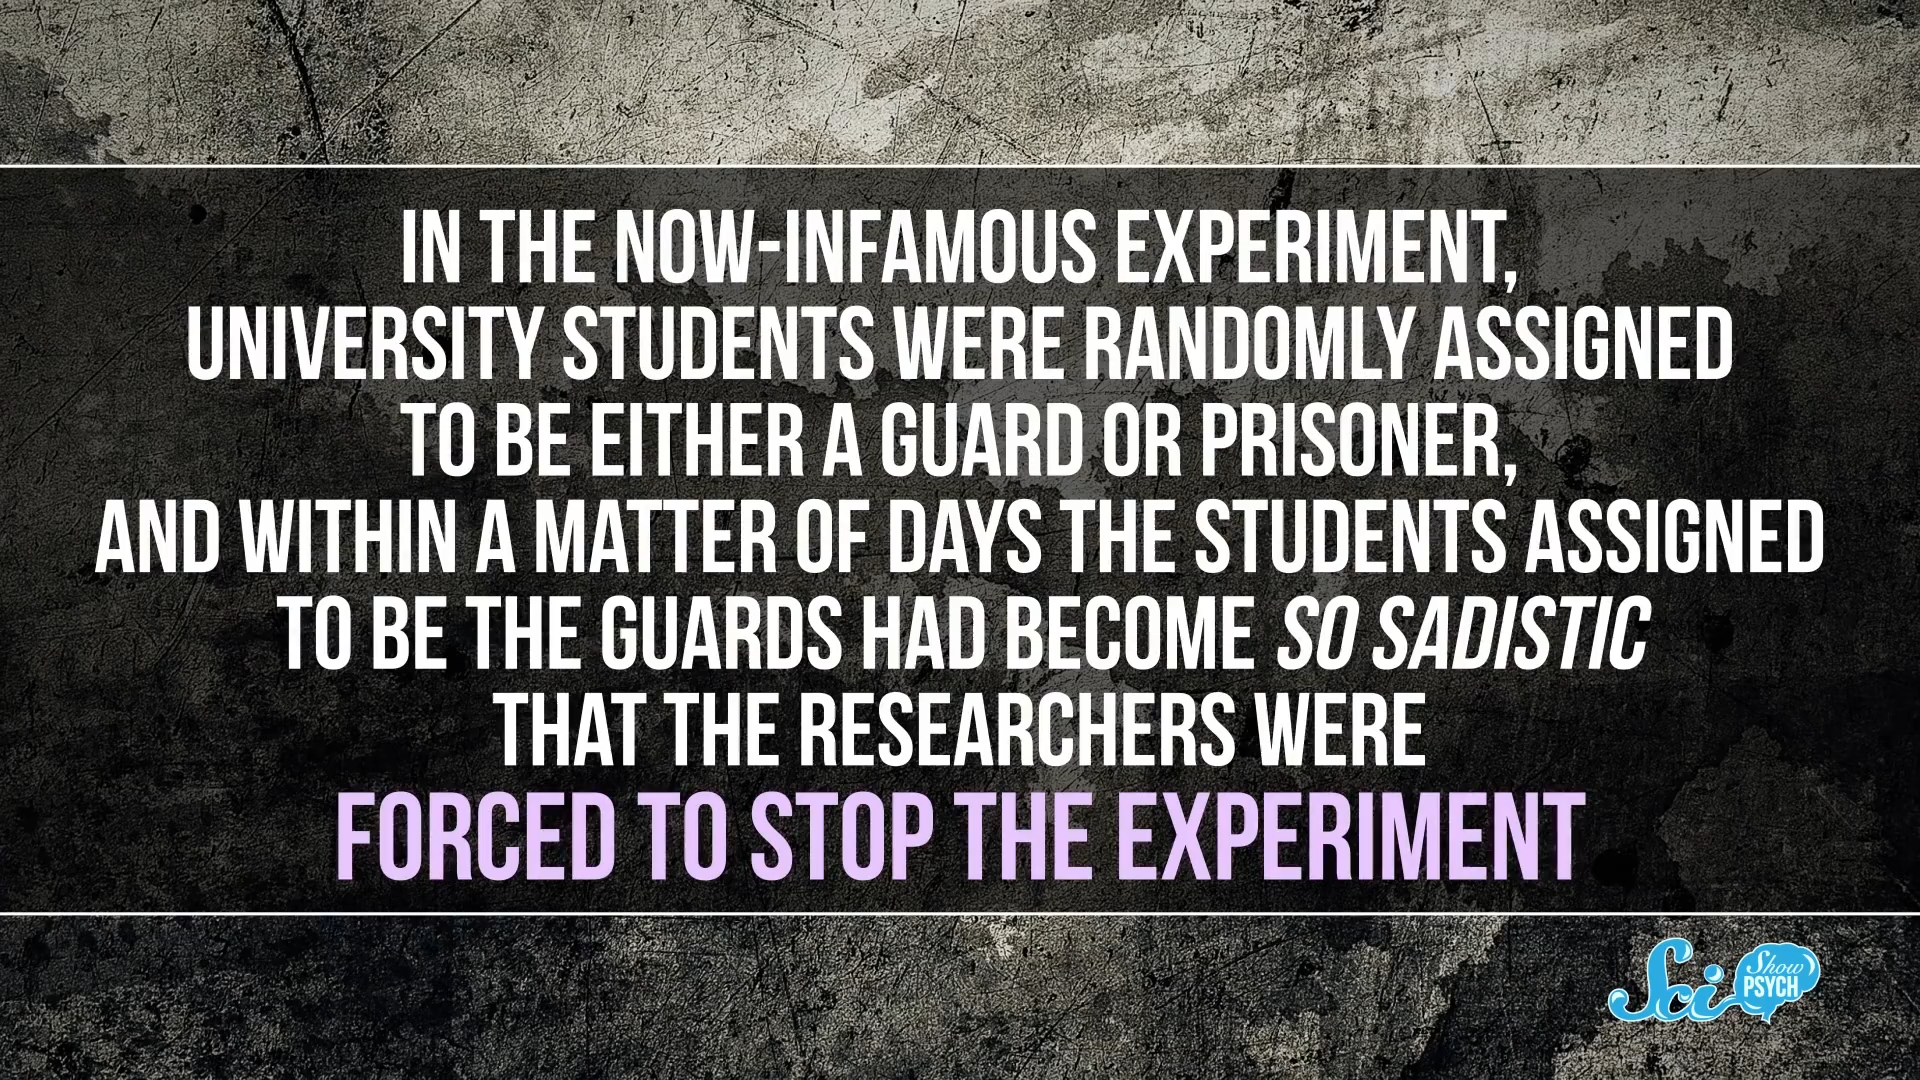 IN THE NOW-INFAMOUS EXPERIMENT,
UNIVERSITY STUDENTS WERE RANDOMLY ASSIGNED
TO BE EITHER A GUARD OR PRISONER,
AND WITHIN A MATTER OF DAYS THE STUDENTS ASSIGNED
TO BE THE GUARDS HAD BECOME SO SADISTIC
THAT THE RESEARCHERS WERE
FORCED TO STOP THE EXPERIMENT
Sci Show
PSYCH